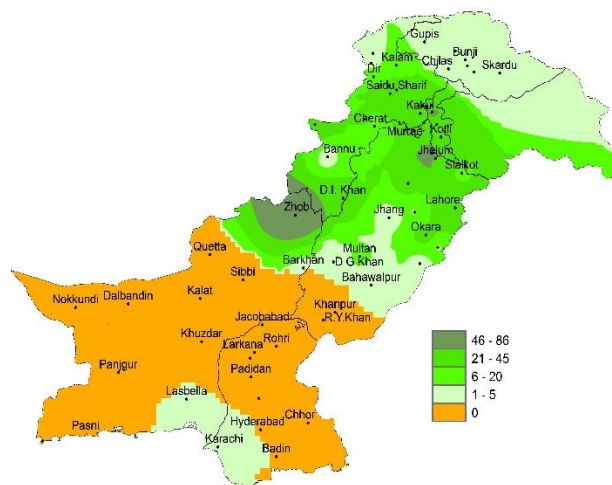 Gupis
Kalam
Bunji
Chilas
Skardu
Dir
Saidu Sharif
Kakul
Cherat
Murree
Kotli
Bannu
Jhelum
Sialkot
D.I. Khan
Zhob
Jhang
Lahore
Okara
Quetta
Multan
Barkhan
D G Khan
Sibbi
Bahawalpur
Nokkundi
Dalbandin
Kalat
Khanpur
R.Y.Khan
Jacobabad
Khuzdar
Larkana
Rohri
Panjgur
Padidan
Lasbella
Pasni
Hyderabad
Chhor
Karachi
Badin
46 - 86
21 - 45
6 - 20
1 - 5
0